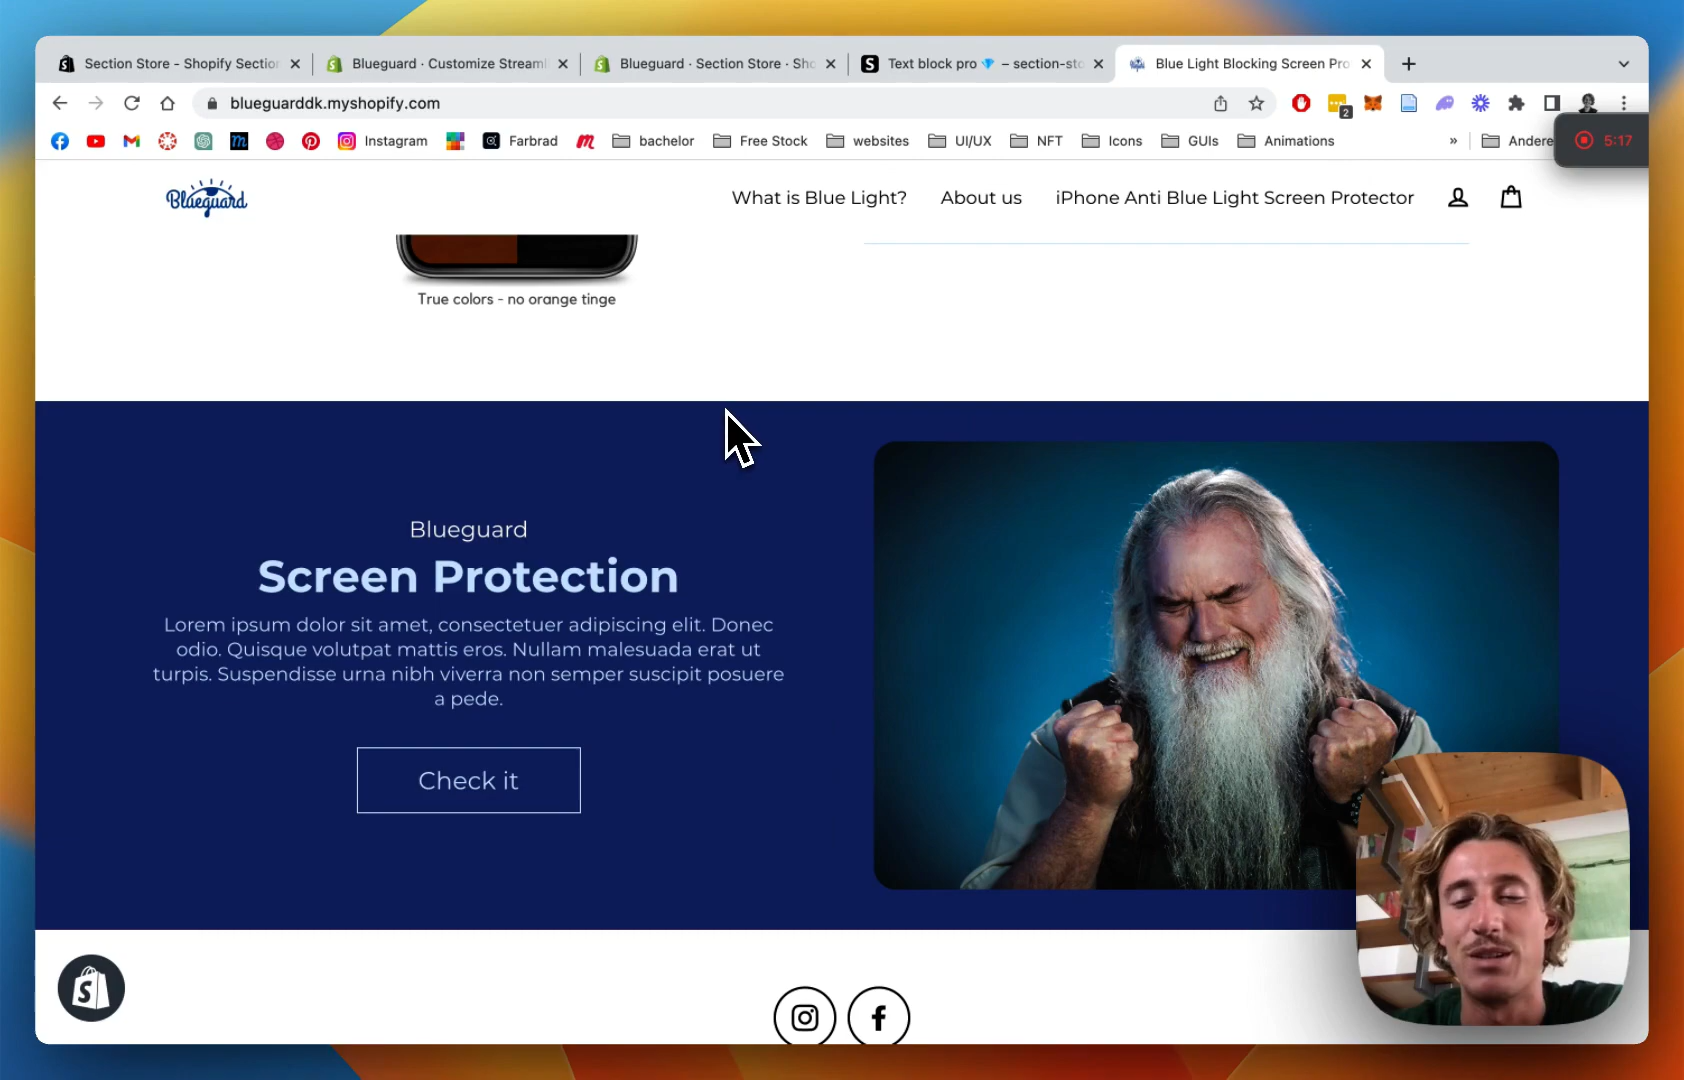 Section Store - Shopify Section
Blueguard · Customize Streaml
Blueguard · Section Store · Sho
Text block pro 💎 – section-sto
Blue Light Blocking Screen Pro
blueguarddk.myshopify.com
2
Instagram
Farbrad
bachelor
Free Stock
websites
UI/UX
NFT
Icons
GUIs
Animations
»
Andere
5:17
Blueguard
What is Blue Light?
About us
iPhone Anti Blue Light Screen Protector
True colors - no orange tinge
Blueguard
Screen Protection
Lorem ipsum dolor sit amet, consectetuer adipiscing elit. Donec
odio. Quisque volutpat mattis eros. Nullam malesuada erat ut
turpis. Suspendisse urna nibh viverra non semper suscipit posuere
a pede.
Check it